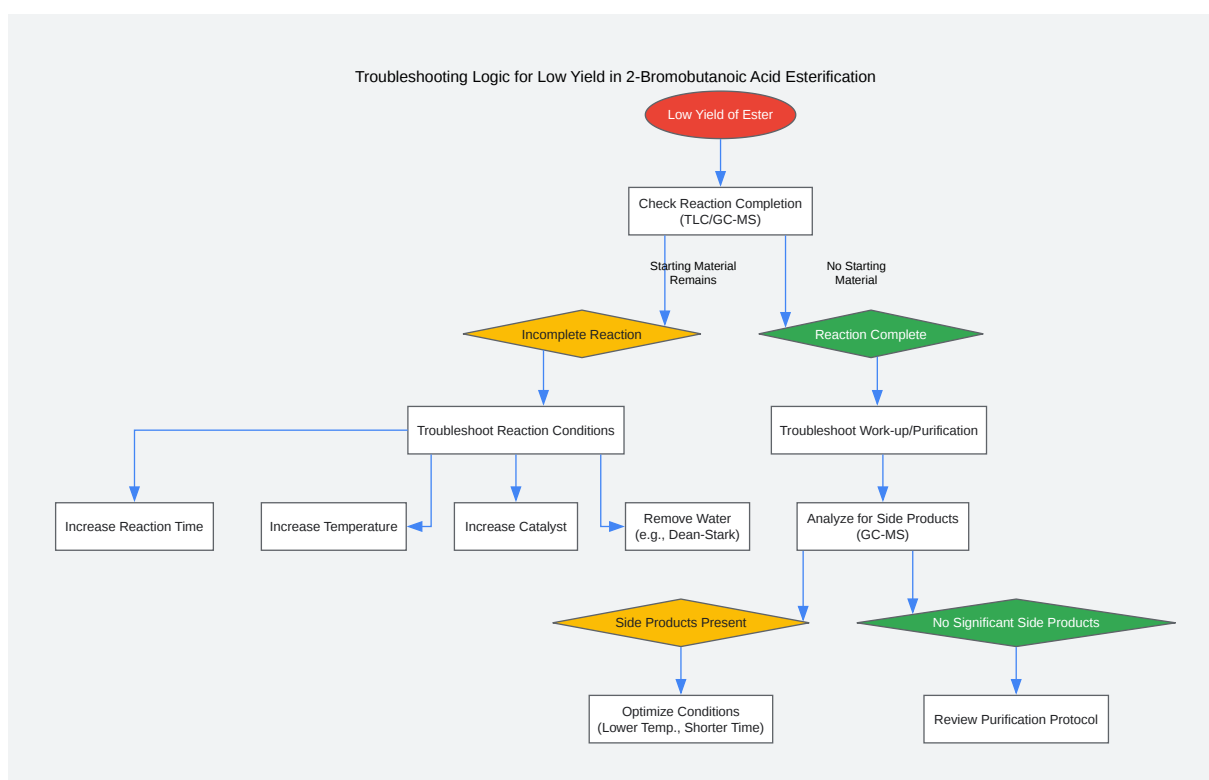 Troubleshooting Logic for Low Yield in 2-Bromobutanoic Acid Esterification
Low Yield of Ester
Check Reaction Completion
(TLC/GC-MS)
Starting Material
Remains
No Starting
Material
Incomplete Reaction
Reaction Complete
Troubleshoot Reaction Conditions
Troubleshoot Work-up/Purification
Increase Reaction Time
Increase Temperature
Increase Catalyst
Remove Water
(e.g., Dean-Stark)
Analyze for Side Products
(GC-MS)
Side Products Present
No Significant Side Products
Optimize Conditions
(Lower Temp., Shorter Time)
Review Purification Protocol